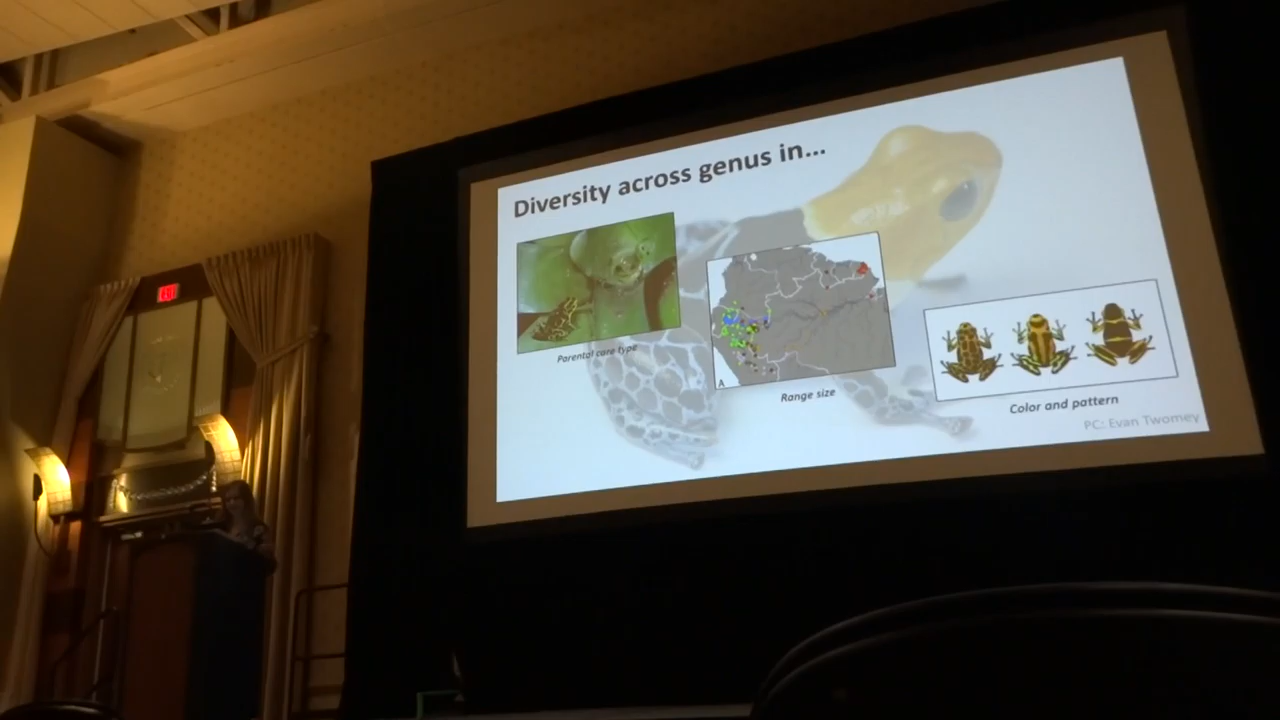 EXIT
Diversity across genus in...
Parental care type
A
Range size
Color and pattern
PC: Evan Twomey